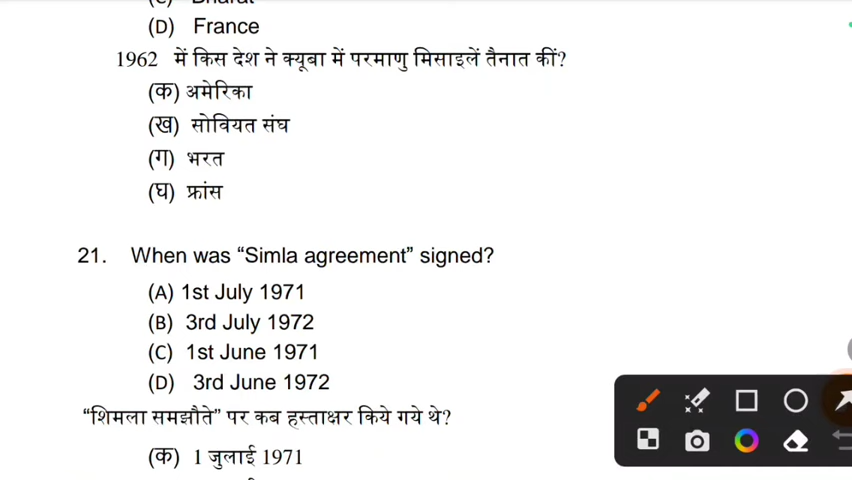 (D) France
1962 में किस देश ने क्यूबा में परमाणु मिसाइलें तैनात कीं?
(क) अमेरिका
(ख) सोवियत संघ
(ग) भरत
(घ) फ्रांस
21. When was “Simla agreement” signed?
(A) 1st July 1971
(B) 3rd July 1972
(C) 1st June 1971
(D) 3rd June 1972
“शिमला समझौते” पर कब हस्ताक्षर किये गये थे?
(क) 1 जुलाई 1971